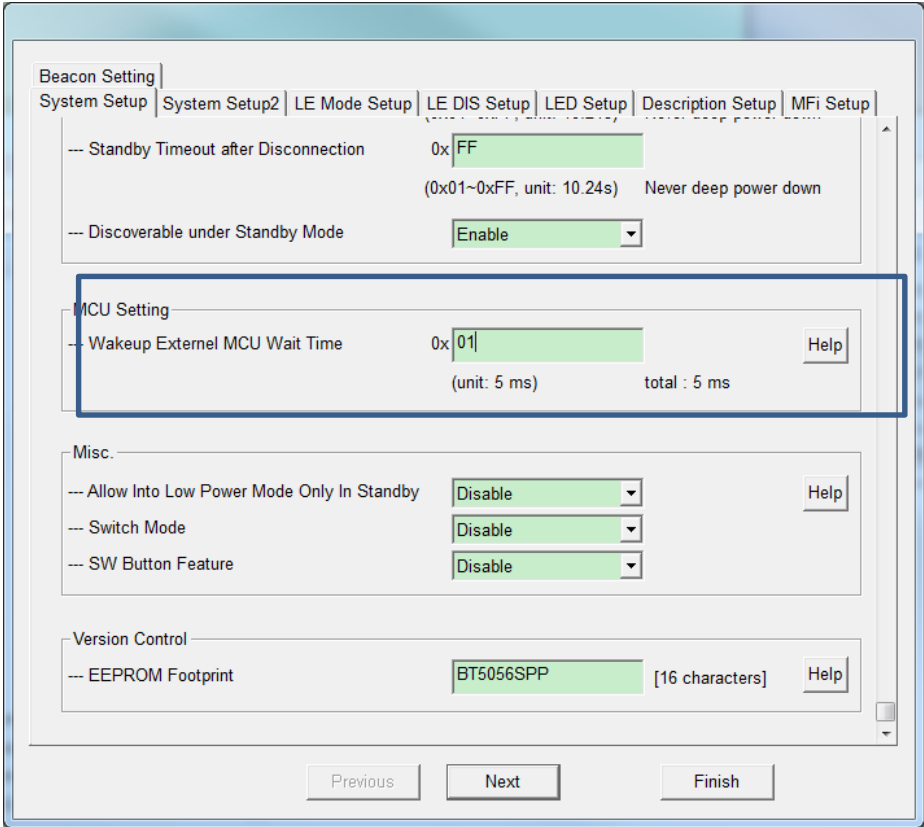 Beacon Setting
System Setup System Setup2 LE Mode Setup LE DIS Setup LED Setup Description Setup MFi Setup
Never deep power down
--- Standby Timeout after Disconnection 0x FF
(0x01~0xFF, unit: 10.24s) Never deep power down
--- Discoverable under Standby Mode Enable
MCU Setting
--- Wakeup Externel MCU Wait Time 0x 01
Help
(unit: 5 ms) total : 5 ms
Misc.
--- Allow Into Low Power Mode Only In Standby Disable Help
--- Switch Mode Disable
--- SW Button Feature Disable
Version Control
--- EEPROM Footprint BT5056SPP [16 characters] Help
Previous Next Finish